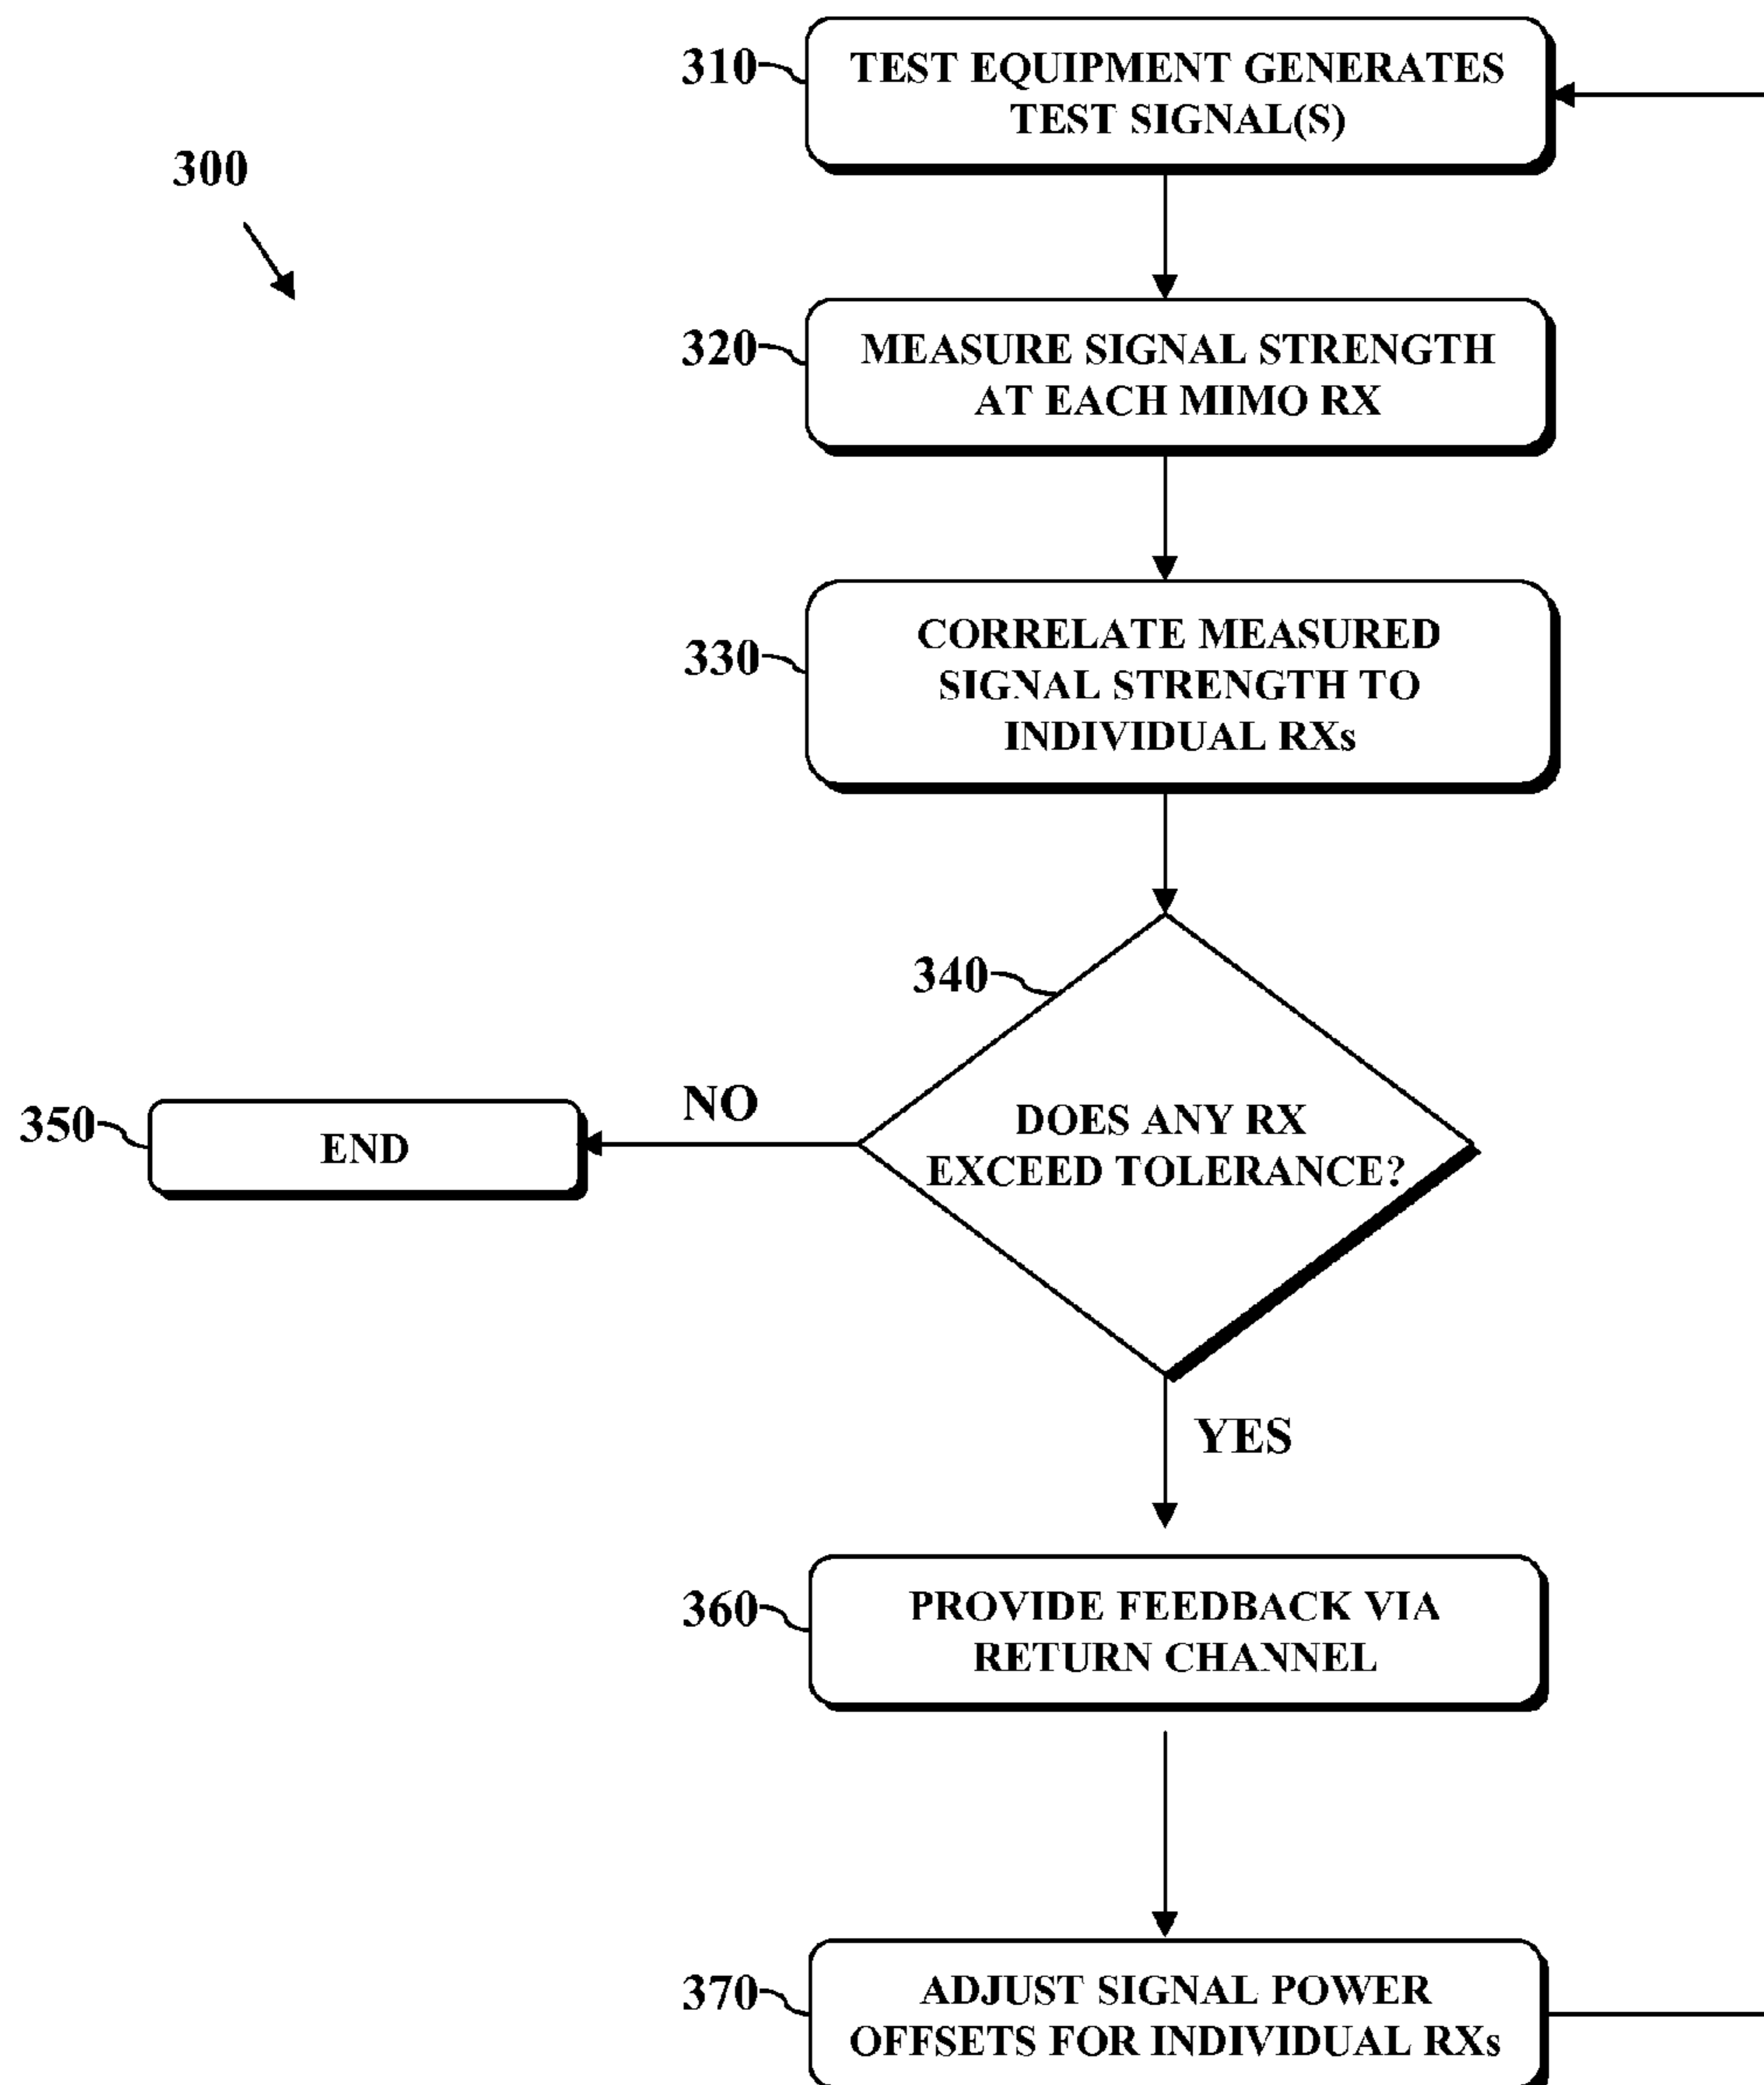 310
TEST EQUIPMENT GENERATES
TEST SIGNAL(S)
300
320
MEASURE SIGNAL STRENGTH
AT EACH MIMO RX
330
CORRELATE MEASURED
SIGNAL STRENGTH TO
INDIVIDUAL RXs
340
DOES ANY RX
EXCEED TOLERANCE?
NO
350
END
YES
360
PROVIDE FEEDBACK VIA
RETURN CHANNEL
370
ADJUST SIGNAL POWER
OFFSETS FOR INDIVIDUAL RXs